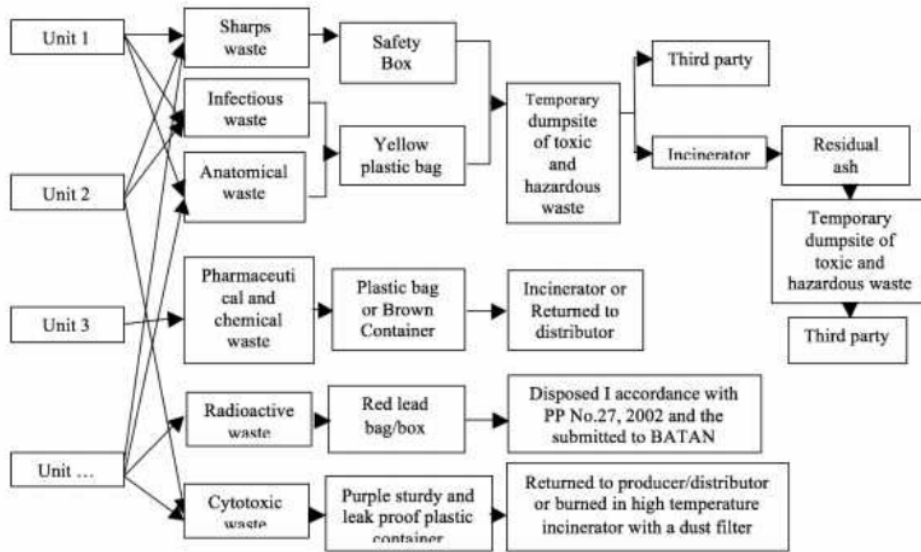 Unit 1
Unit 2
Unit 3
Unit ...
Sharps
waste
Infectious
waste
Anatomical
waste
Pharmaceuti
cal and
chemical
waste
Radioactive
waste
Cytotoxic
waste
Safety
Box
Yellow
plastic bag
Plastic bag
or Brown
Container
Red lead
bag/box
Purple sturdy and
leak proof plastic
container
Temporary
dumpsite
of toxic
and
hazardous
waste
Incinerator or
Returned to
distributor
Disposed I accordance with
PP No.27, 2002 and the
submitted to BATAN
Returned to producer/distributor
or burned in high temperature
incinerator with a dust filter
Third party
Incinerator
Residual
ash
Temporary
dumpsite of
toxic and
hazardous waste
Third party